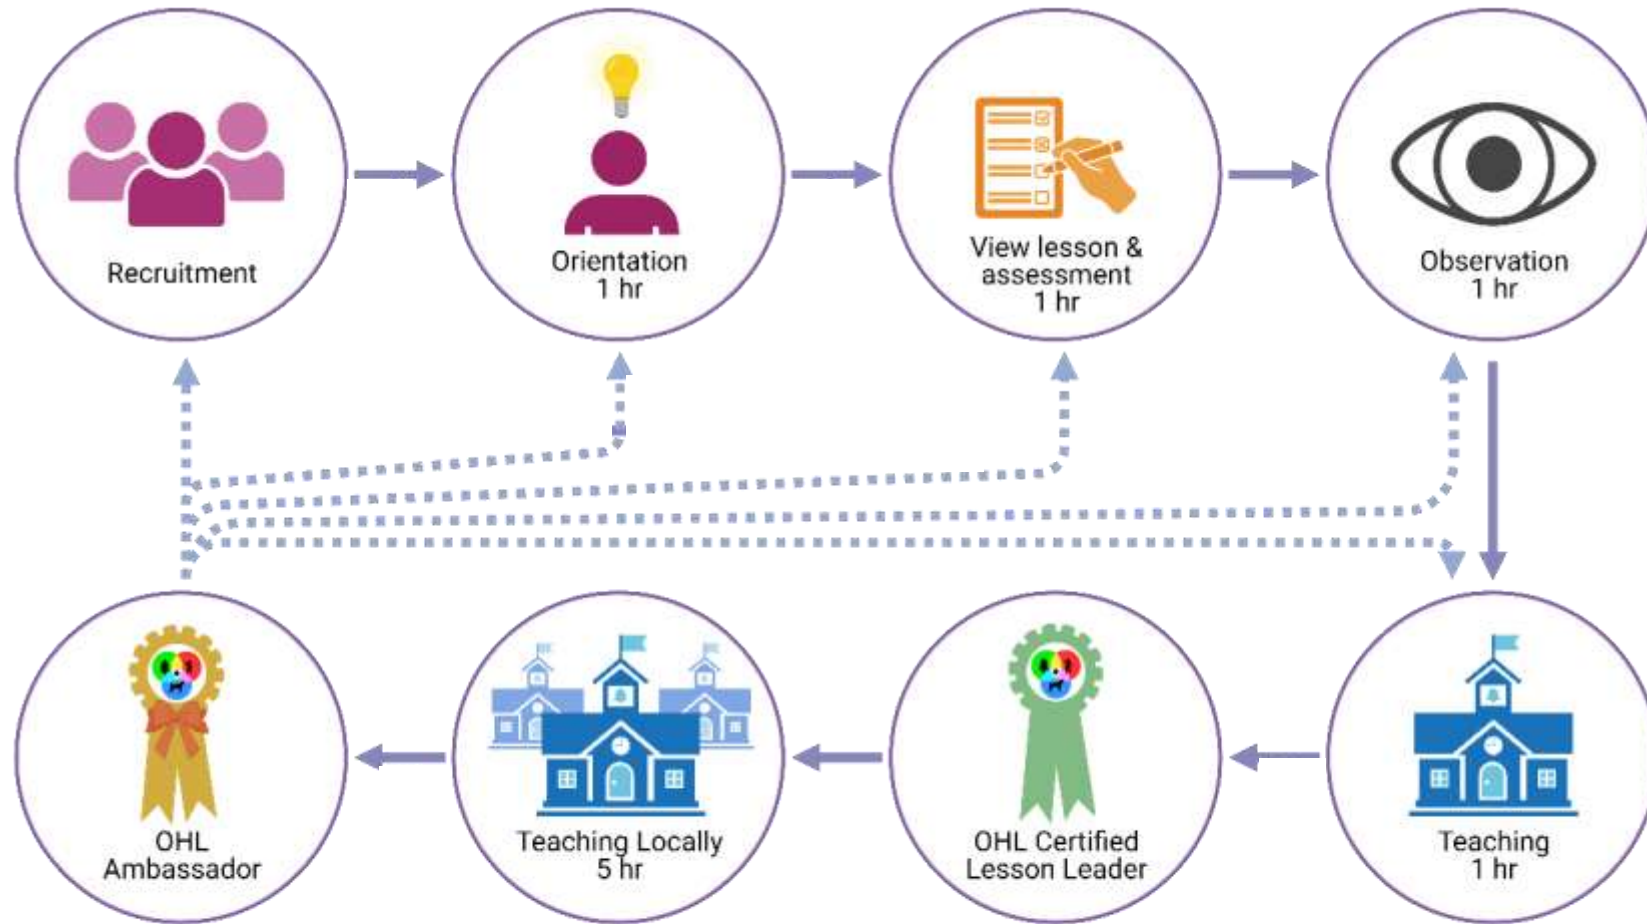 Recruitment
Orientation
1 hr
View lesson &
assessment
1 hr
Observation
1 hr
OHL
Ambassador
Teaching Locally
5 hr
OHL Certified
Lesson Leader
Teaching
1 hr